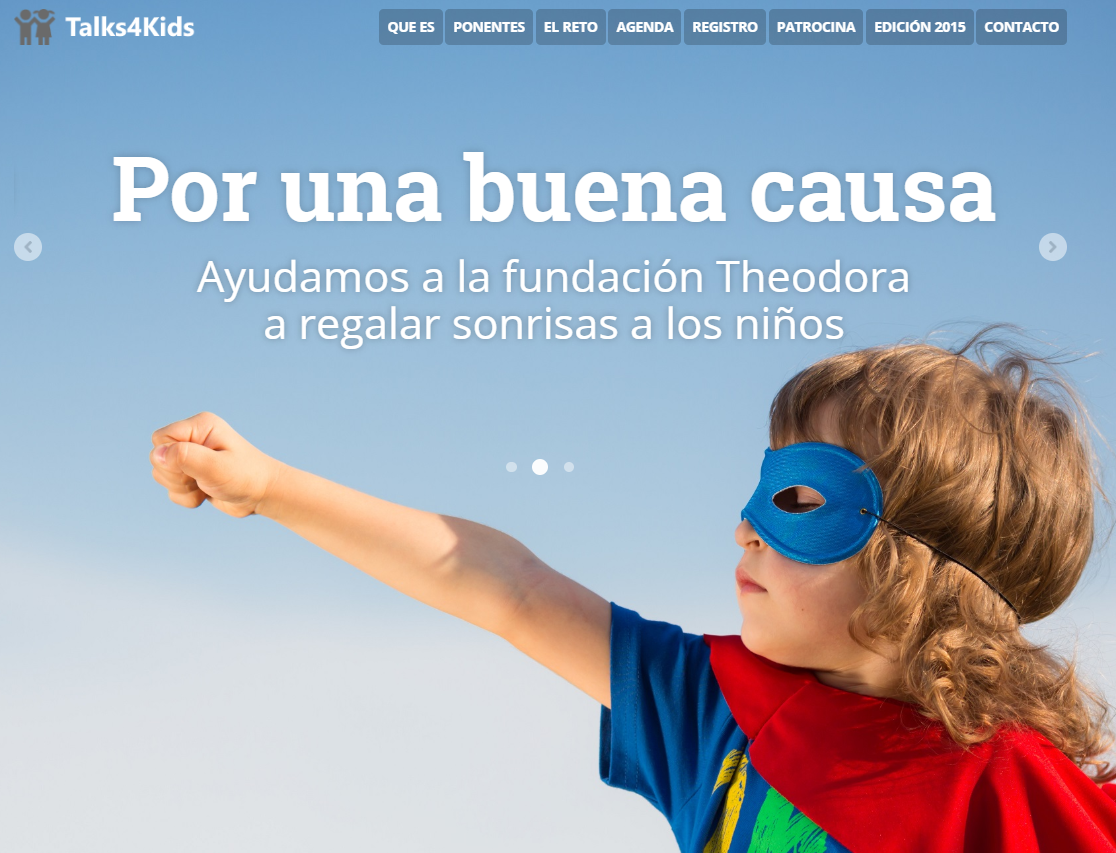 Talks4Kids
QUE ES PONENTES EL RETO AGENDA REGISTRO PATROCINA EDICIÓN 2015 CONTACTO
Por una buena causa
Ayudamos a la fundación Theodora
a regalar sonrisas a los niños